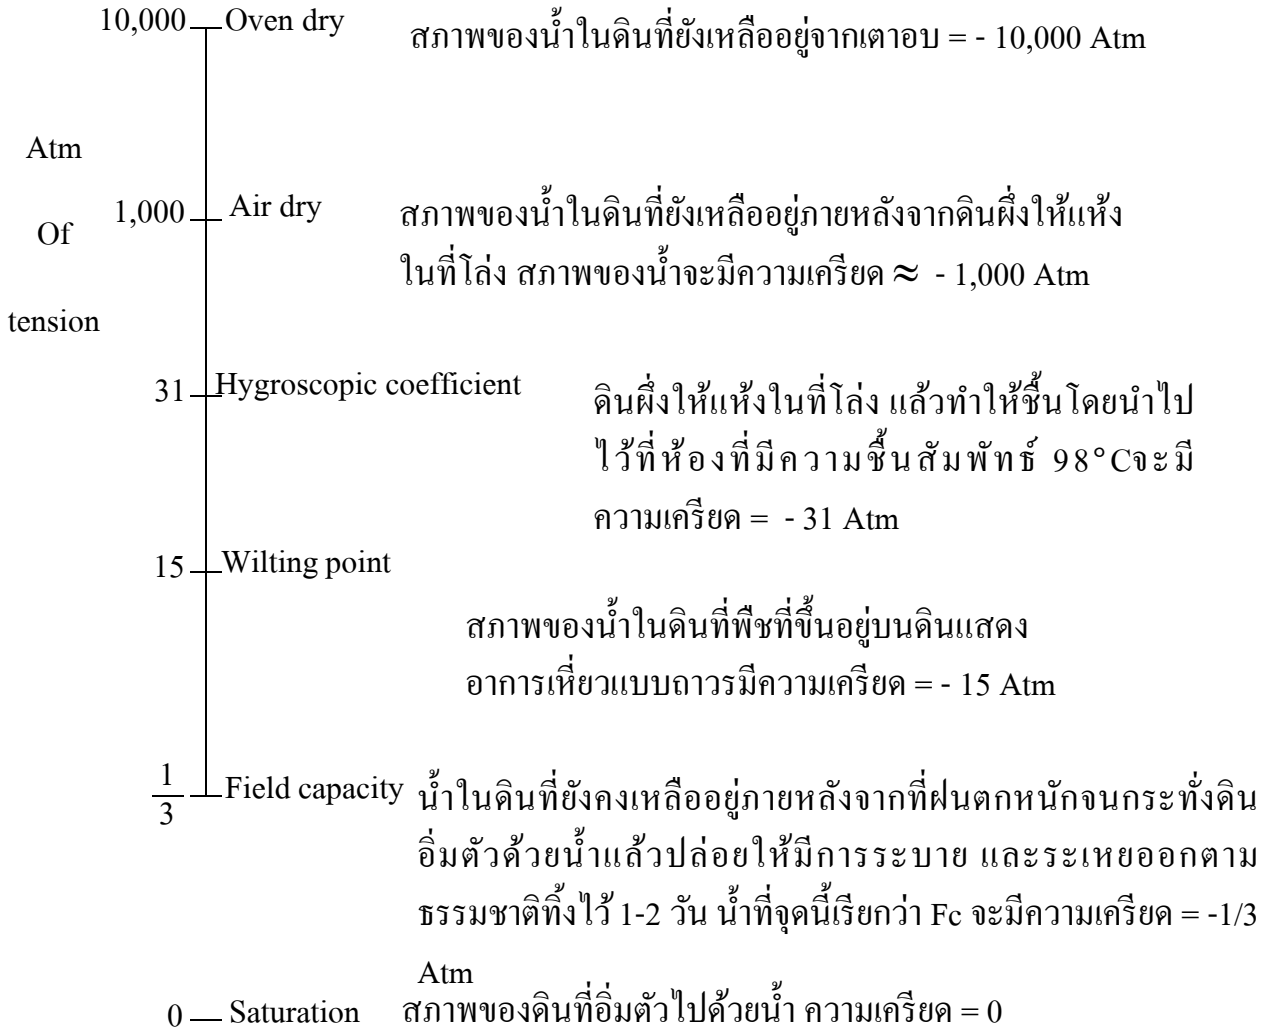 10,000 Oven dry สภาพของน้ำในดินที่ยังเหลืออยู่จากเตาอบ = - 10,000 Atm
Atm
Of
tension
1,000 Air dry สภาพของน้ำในดินที่ยังเหลืออยู่ภายหลังจากดินผึ่งให้แห้ง
ในที่โล่ง สภาพของน้ำจะมีความเครียด ≈ - 1,000 Atm
31 Hygroscopic coefficient ดินผึ่งให้แห้งในที่โล่ง แล้วทำให้ชื้นโดยนำไป
ไว้ที่ห้องที่มีความชื้นสัมพัทธ์ 98°Cจะมี
ความเครียด = - 31 Atm
15 Wilting point
สภาพของน้ำในดินที่พืชที่ขึ้นอยู่บนดินแสดง
อาการเหี่ยวแบบถาวรมีความเครียด = - 15 Atm
1/3 Field capacity น้ำในดินที่ยังคงเหลืออยู่ภายหลังจากที่ฝนตกหนักจนกระทั่งดิน
อิ่มตัวด้วยน้ำแล้วปล่อยให้มีการระบาย และระเหยออกตาม
ธรรมชาติทิ้งไว้ 1-2 วัน น้ำที่จุดนี้เรียกว่า Fc จะมีความเครียด = -1/3
Atm
0 Saturation สภาพของดินที่อิ่มตัวไปด้วยน้ำ ความเครียด = 0